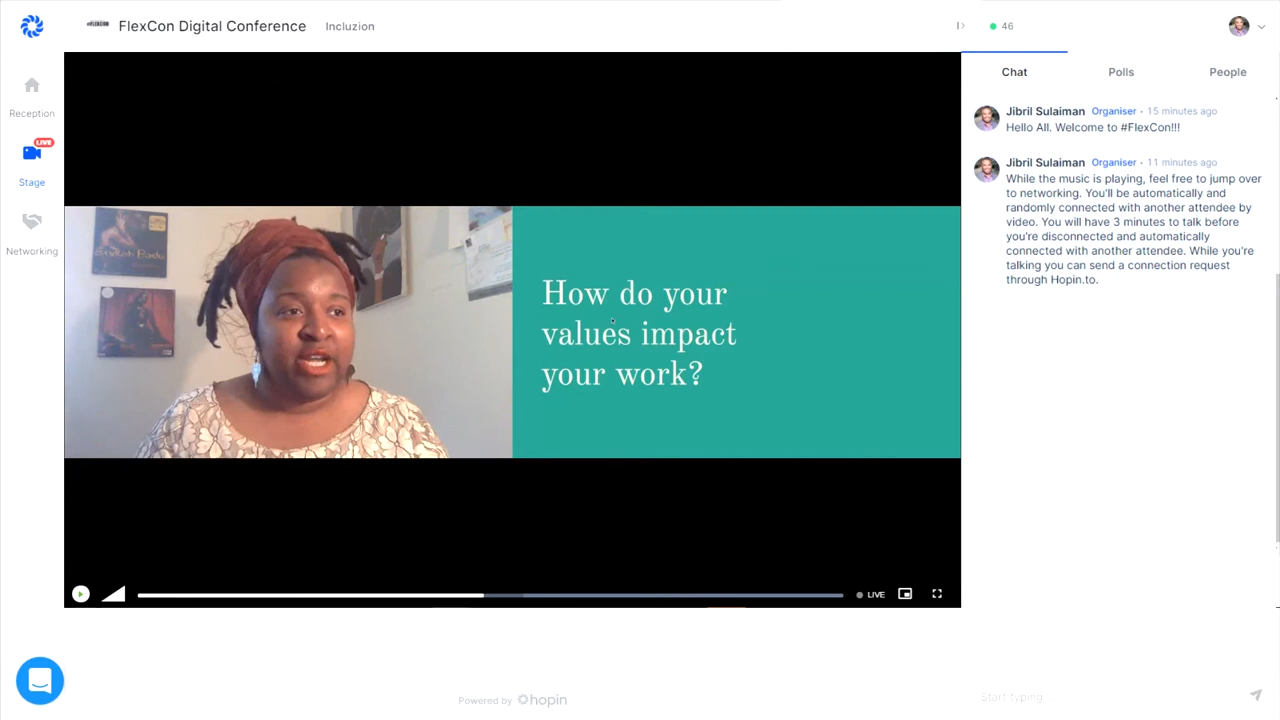 #FLEXCON
FlexCon Digital Conference
Incluzion
46
Reception
LIVE
Stage
Networking
Erykah Badu
How do your
values impact
your work?
LIVE
Chat
Polls
People
Jibril Sulaiman Organiser • 15 minutes ago
Hello All. Welcome to #FlexCon!!!
Jibril Sulaiman Organiser • 11 minutes ago
While the music is playing, feel free to jump over
to networking. You'll be automatically and
randomly connected with another attendee by
video. You will have 3 minutes to talk before
you're disconnected and automatically
connected with another attendee. While you're
talking you can send a connection request
through Hopin.to.
Powered by hopin
Start typing